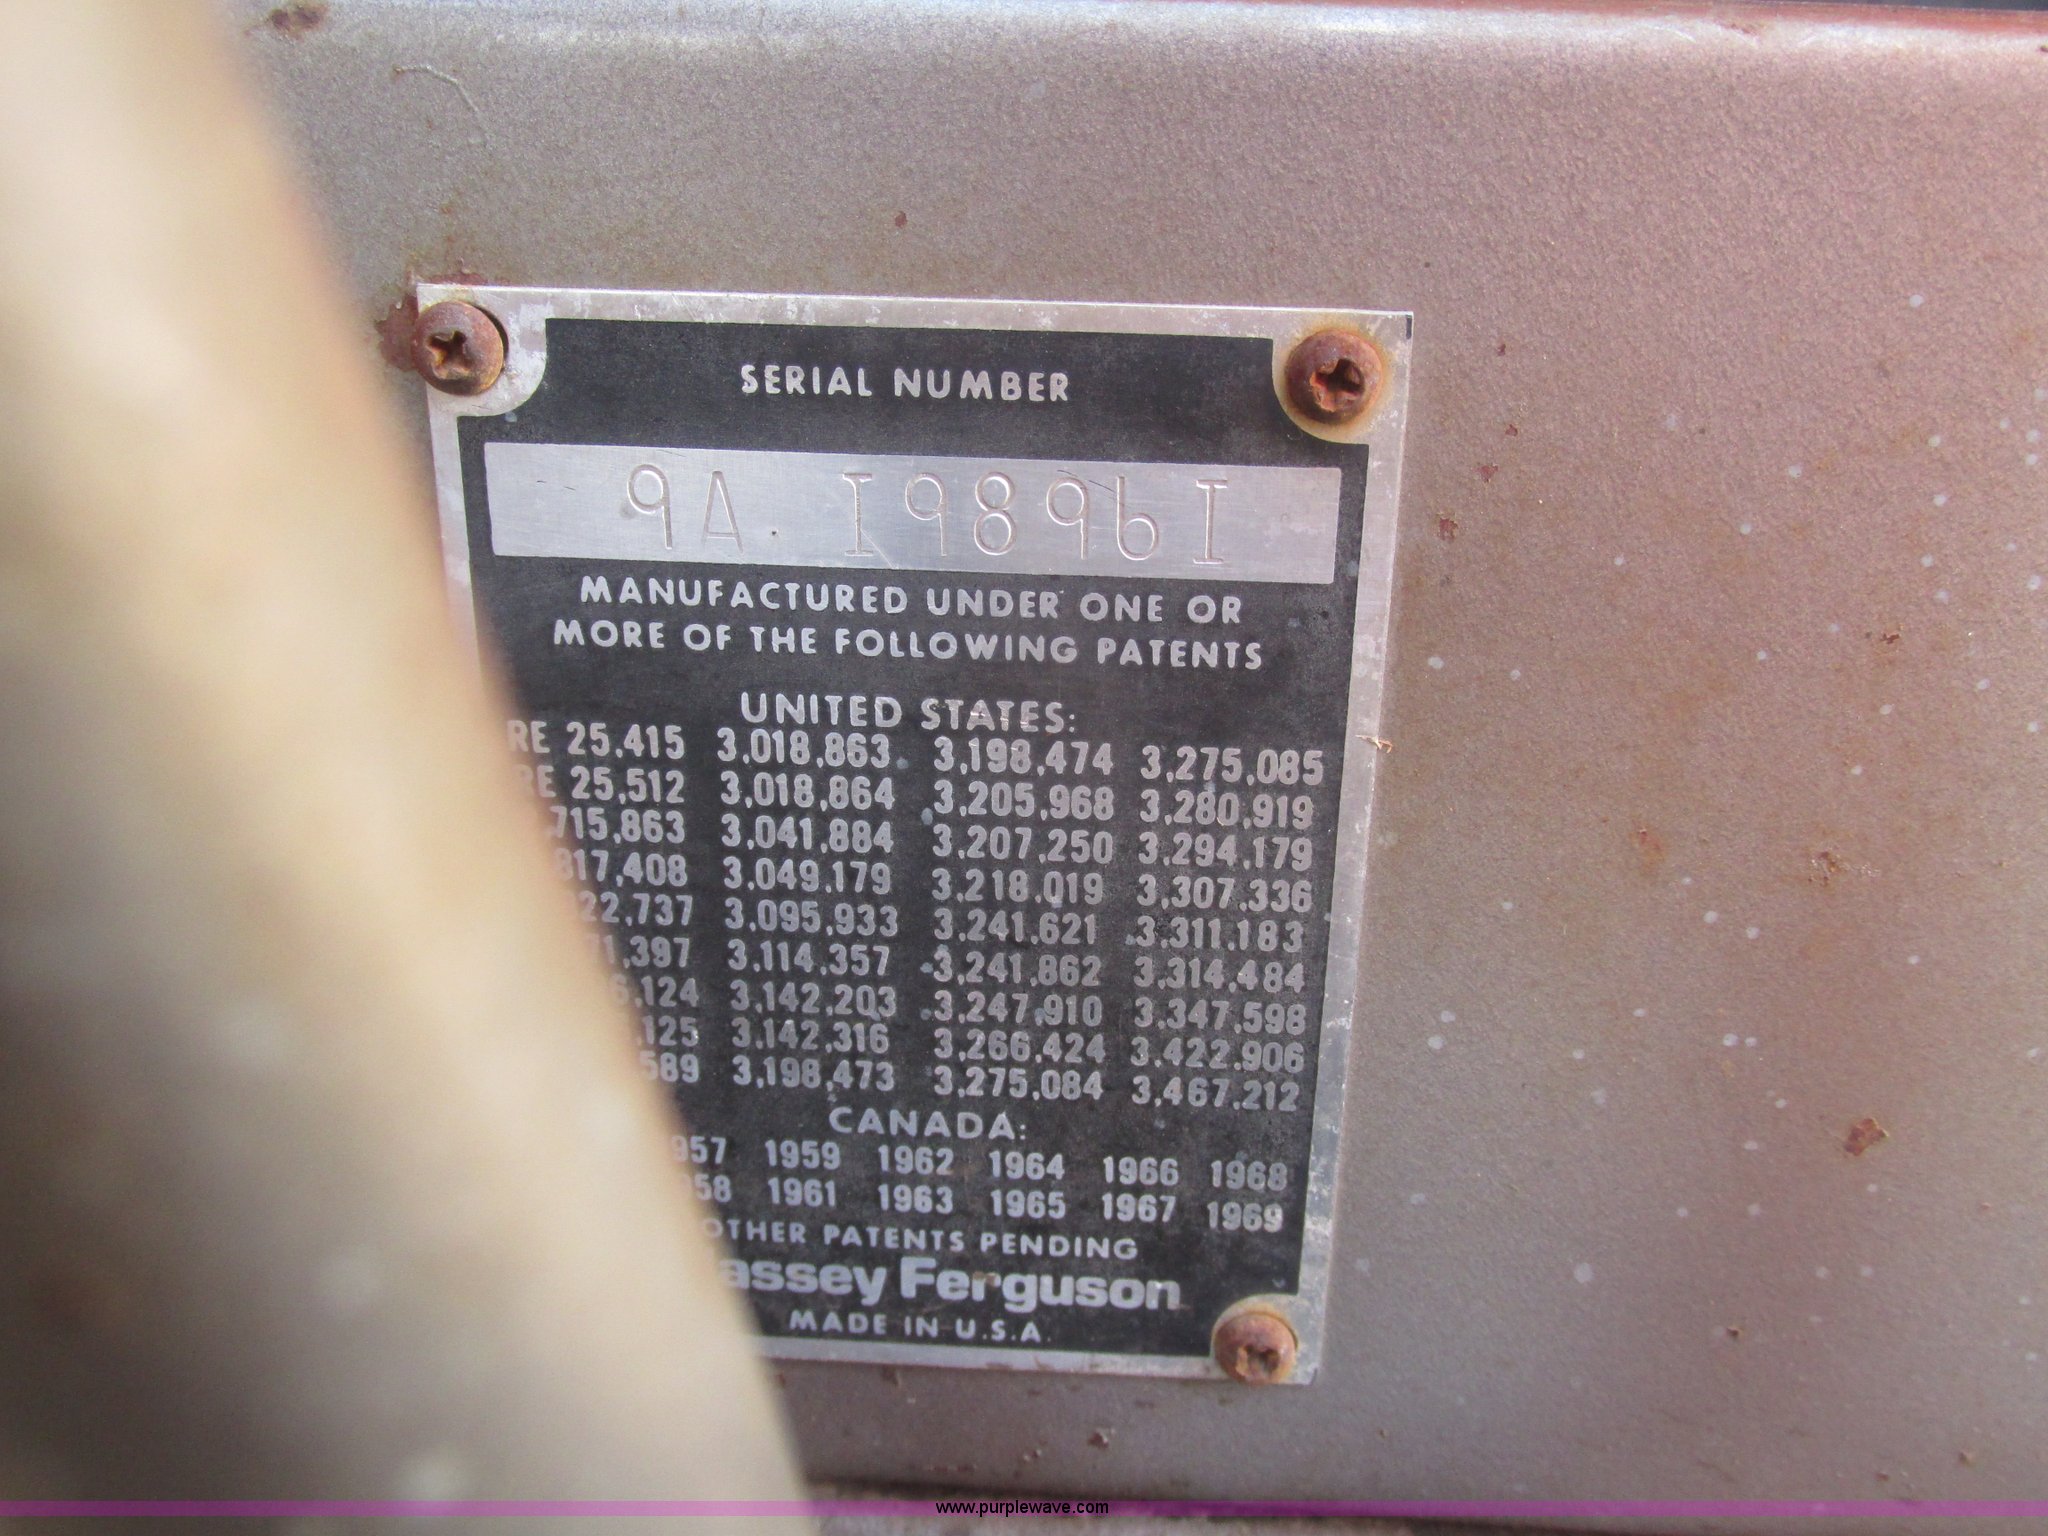 SERIAL NUMBER
9A 198961
MANUFACTURED UNDER ONE OR
MORE OF THE FOLLOWING PATENTS
UNITED STATES:
RE 25,415 3,018,863 3,198,474 3,275,085
RE 25,512 3,018,864 3,205,968 3,280,919
715,863 3,041,884 3,207,250 3,294,179
817,408 3,049,179 3,218,019 3,307,336
22,737 3,095,933 3,241,621 3,311,183
71,397 3,114,357 3,241,862 3,314,484
6,124 3,142,203 3,247,910 3,347,598
,125 3,142,316 3,266,424 3,422,906
589 3,198,473 3,275,084 3,467,212
CANADA:
957 1959 1962 1964 1966 1968
58 1961 1963 1965 1967 1969
OTHER PATENTS PENDING
assey Ferguson
MADE IN U.S.A.
www.purplewave.com